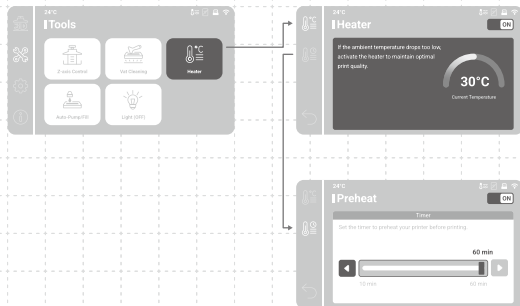 24°C
Tools
Z-axis Control
Vat Cleaning
°C
Heater
Auto-Pump/Fill
Light (OFF)
24°C
Heater
ON
If the ambient temperature drops too low,
activate the heater to maintain optimal
print quality.
30°C
Current Temperature
24°C
Preheat
ON
Timer
Set the timer to preheat your printer before printing.
60 min
10 min
60 min